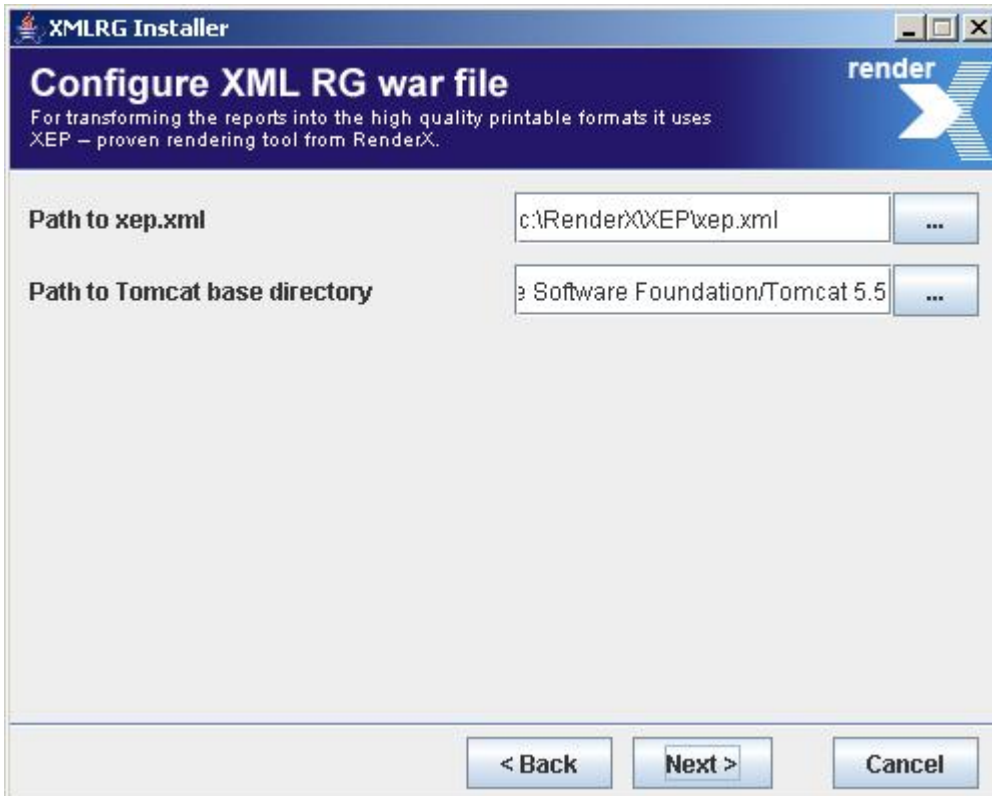 XMLRG Installer
Configure XML RG war file
For transforming the reports into the high quality printable formats it uses
XEP – proven rendering tool from RenderX.
render
Path to xep.xml
c:\RenderX\XEP\xep.xml
...
Path to Tomcat base directory
e Software Foundation/Tomcat 5.5
...
< Back
Next >
Cancel